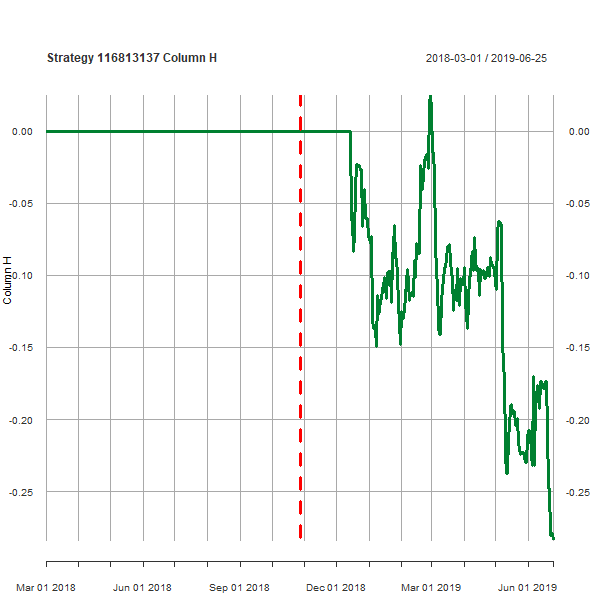 Strategy 116813137 Column H
2018-03-01 / 2019-06-25
0.00
0.00
-0.05
-0.05
-0.10
-0.10
-0.15
-0.15
-0.20
-0.20
-0.25
-0.25
Column H
Mar 01 2018
Jun 01 2018
Sep 01 2018
Dec 01 2018
Mar 01 2019
Jun 01 2019